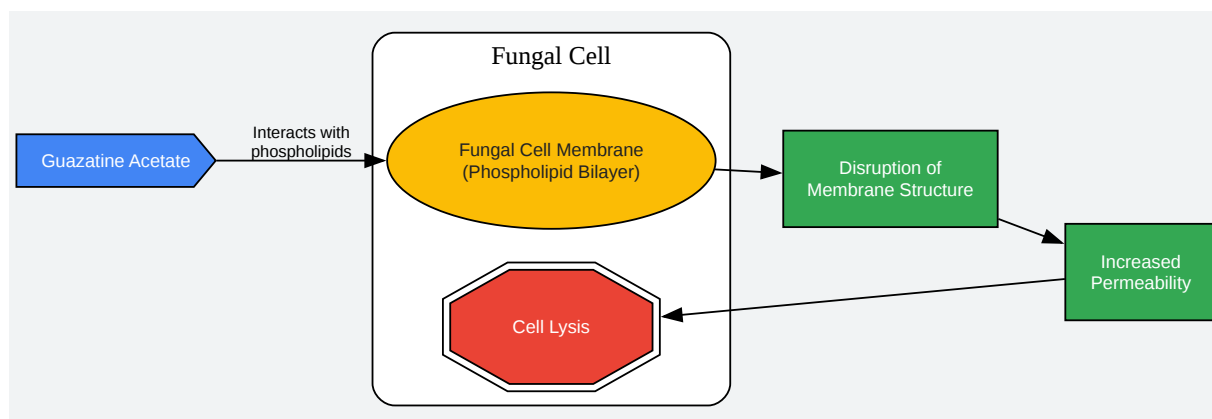 Fungal Cell
Guazatine Acetate
Interacts with
phospholipids
Fungal Cell Membrane
(Phospholipid Bilayer)
Disruption of
Membrane Structure
Increased
Permeability
Cell Lysis